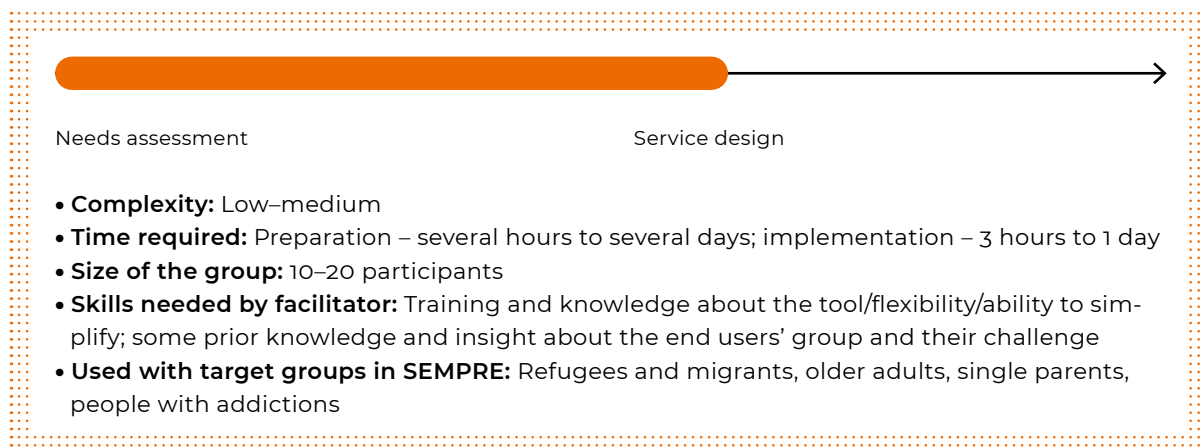 Needs assessment
Service design
• Complexity: Low–medium
• Time required: Preparation – several hours to several days; implementation – 3 hours to 1 day
• Size of the group: 10–20 participants
• Skills needed by facilitator: Training and knowledge about the tool/flexibility/ability to sim-
plify; some prior knowledge and insight about the end users’ group and their challenge
• Used with target groups in SEMPRE: Refugees and migrants, older adults, single parents,
people with addictions